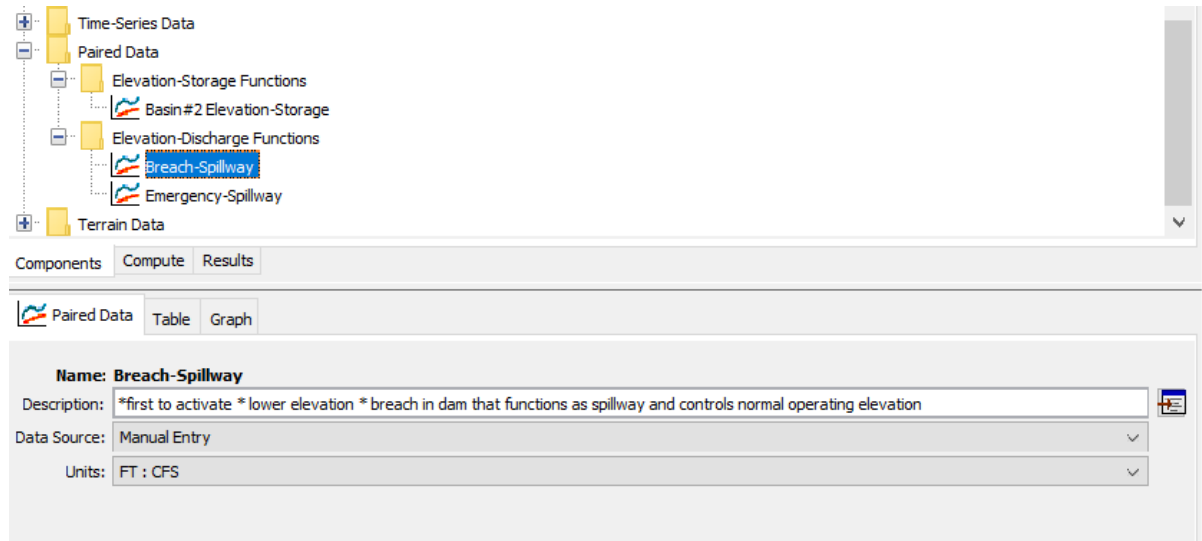 Time-Series Data
Paired Data
Elevation-Storage Functions
Basin#2 Elevation-Storage
Elevation-Discharge Functions
Breach-Spillway
Emergency-Spillway
Terrain Data
Components Compute Results
Paired Data Table Graph
Name: Breach-Spillway
Description: *first to activate * lower elevation * breach in dam that functions as spillway and controls normal operating elevation
Data Source: Manual Entry
Units: FT : CFS